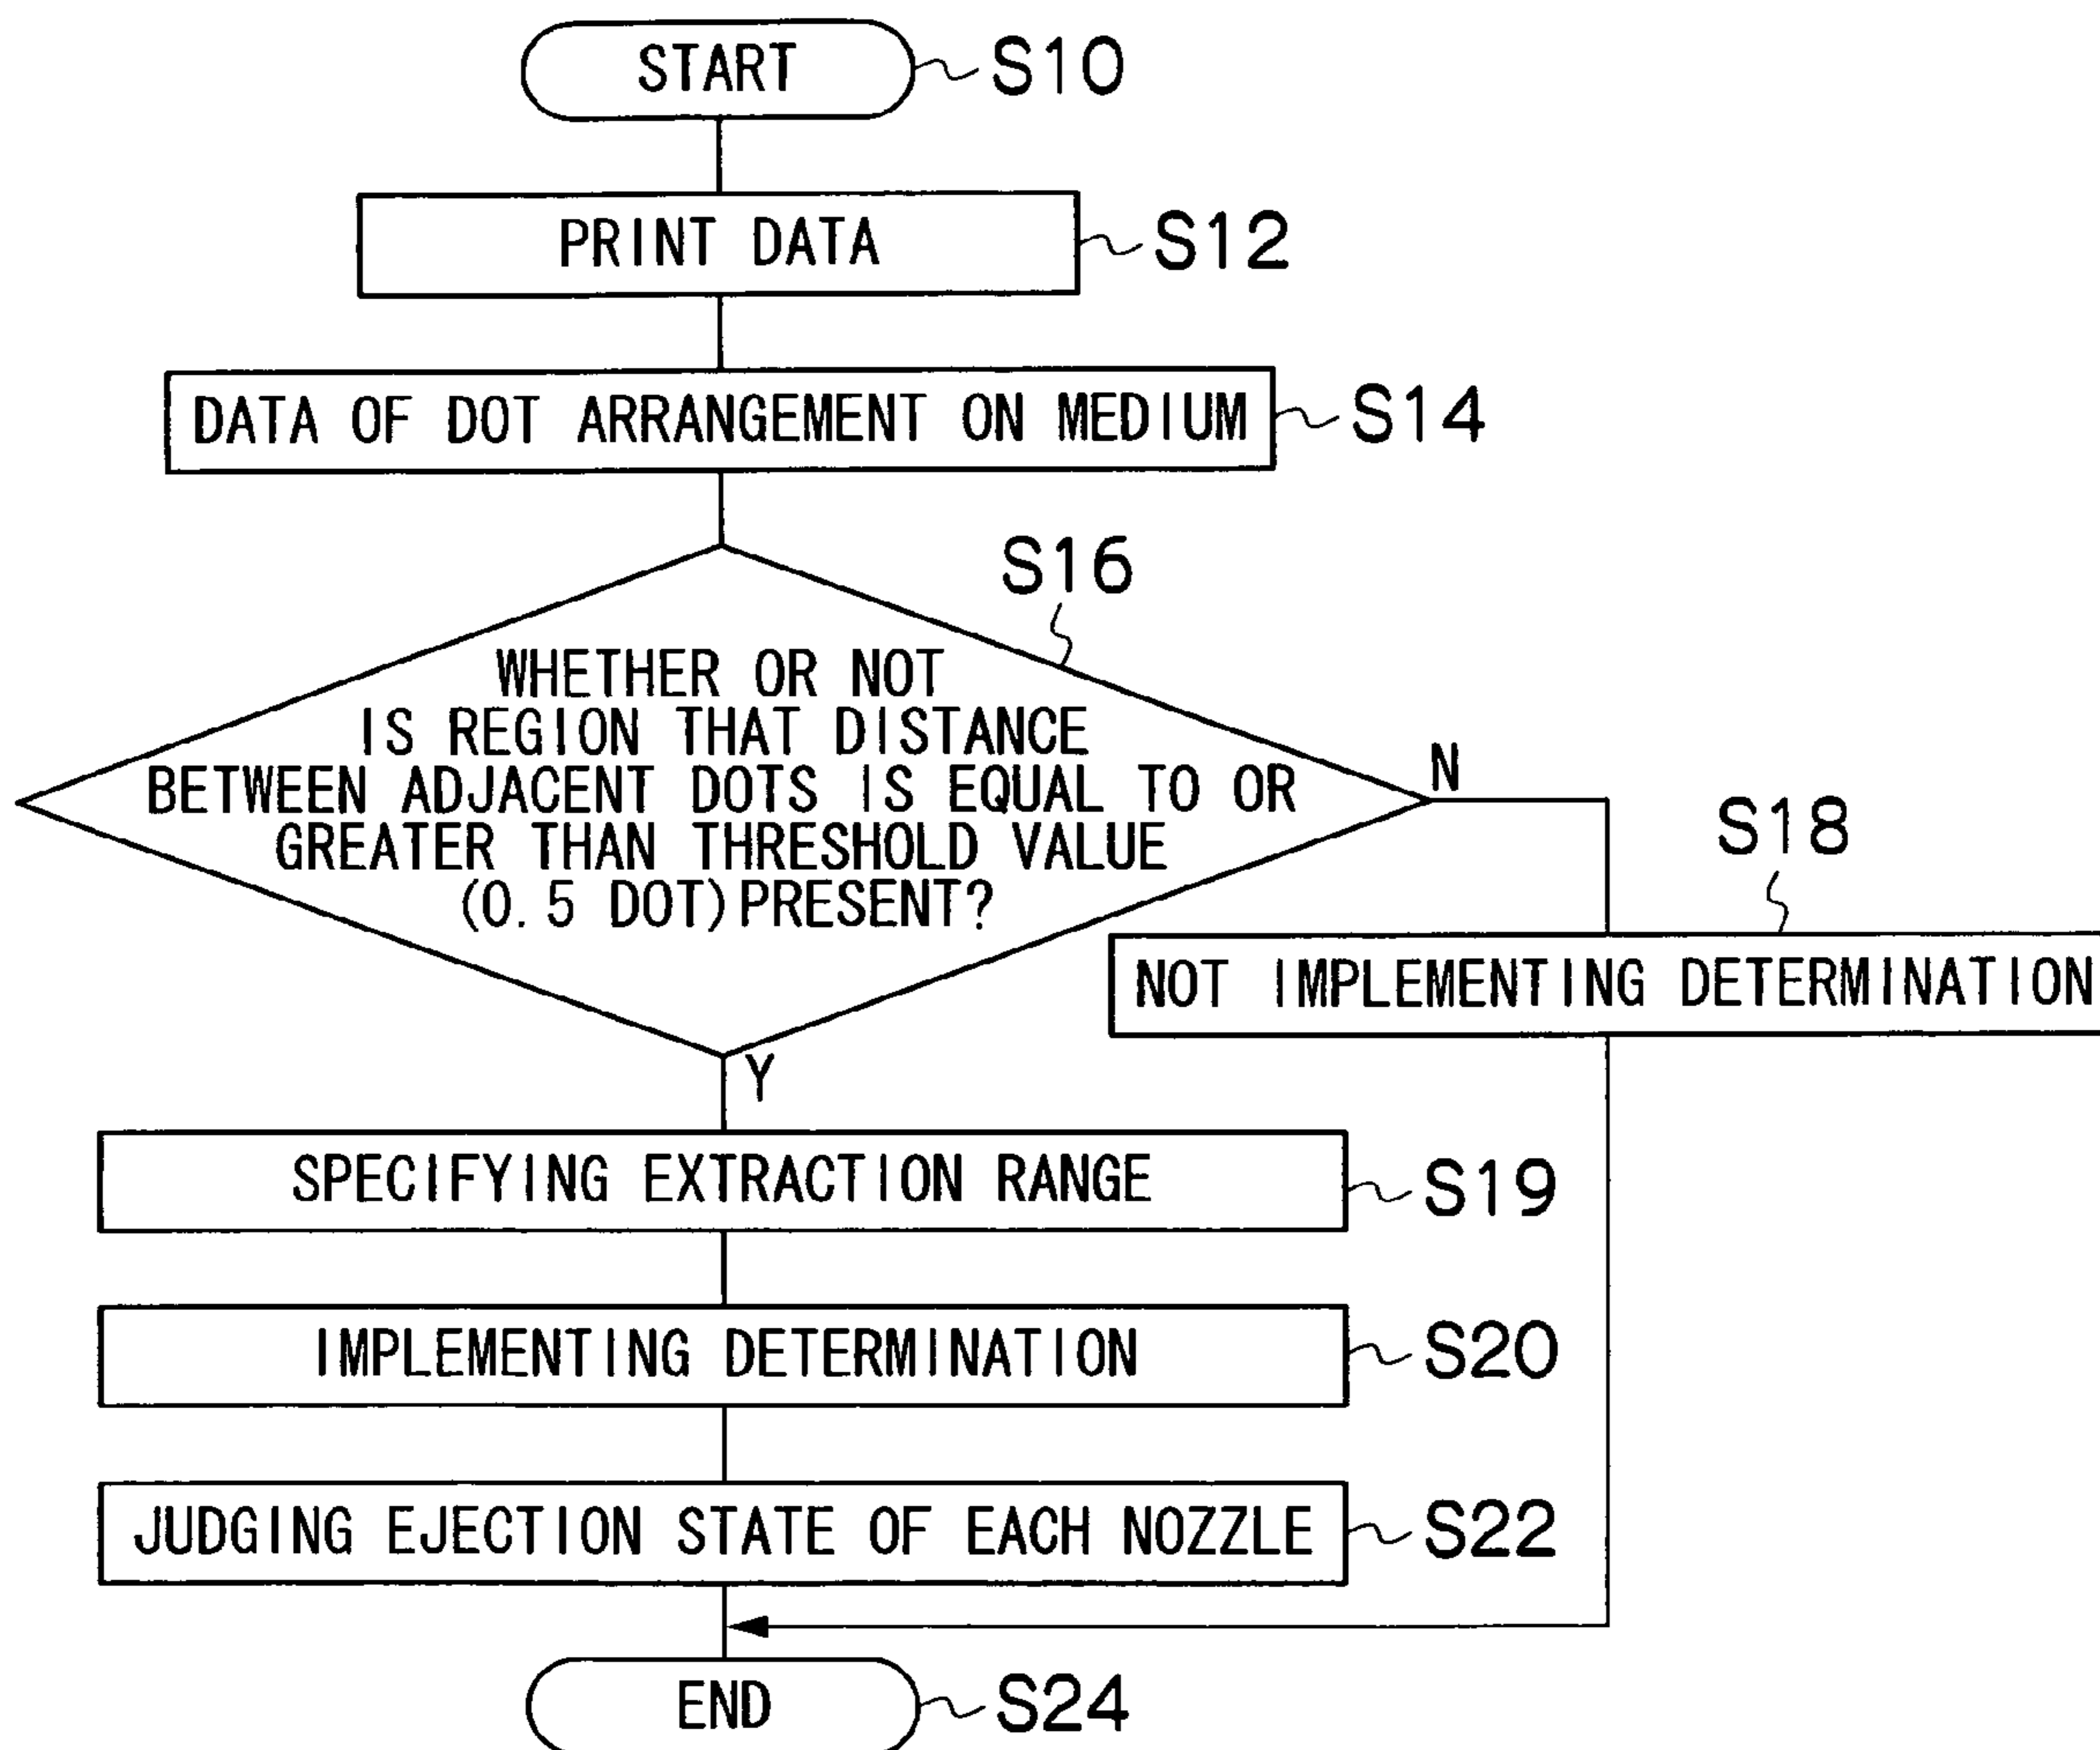 START
S10
PRINT DATA
S12
DATA OF DOT ARRANGEMENT ON MEDIUM
S14
S16
WHETHER OR NOT
IS REGION THAT DISTANCE
BETWEEN ADJACENT DOTS IS EQUAL TO OR
GREATER THAN THRESHOLD VALUE
(0.5 DOT)PRESENT?
N
S18
NOT IMPLEMENTING DETERMINATION
Y
SPECIFYING EXTRACTION RANGE
S19
IMPLEMENTING DETERMINATION
S20
JUDGING EJECTION STATE OF EACH NOZZLE
S22
END
S24